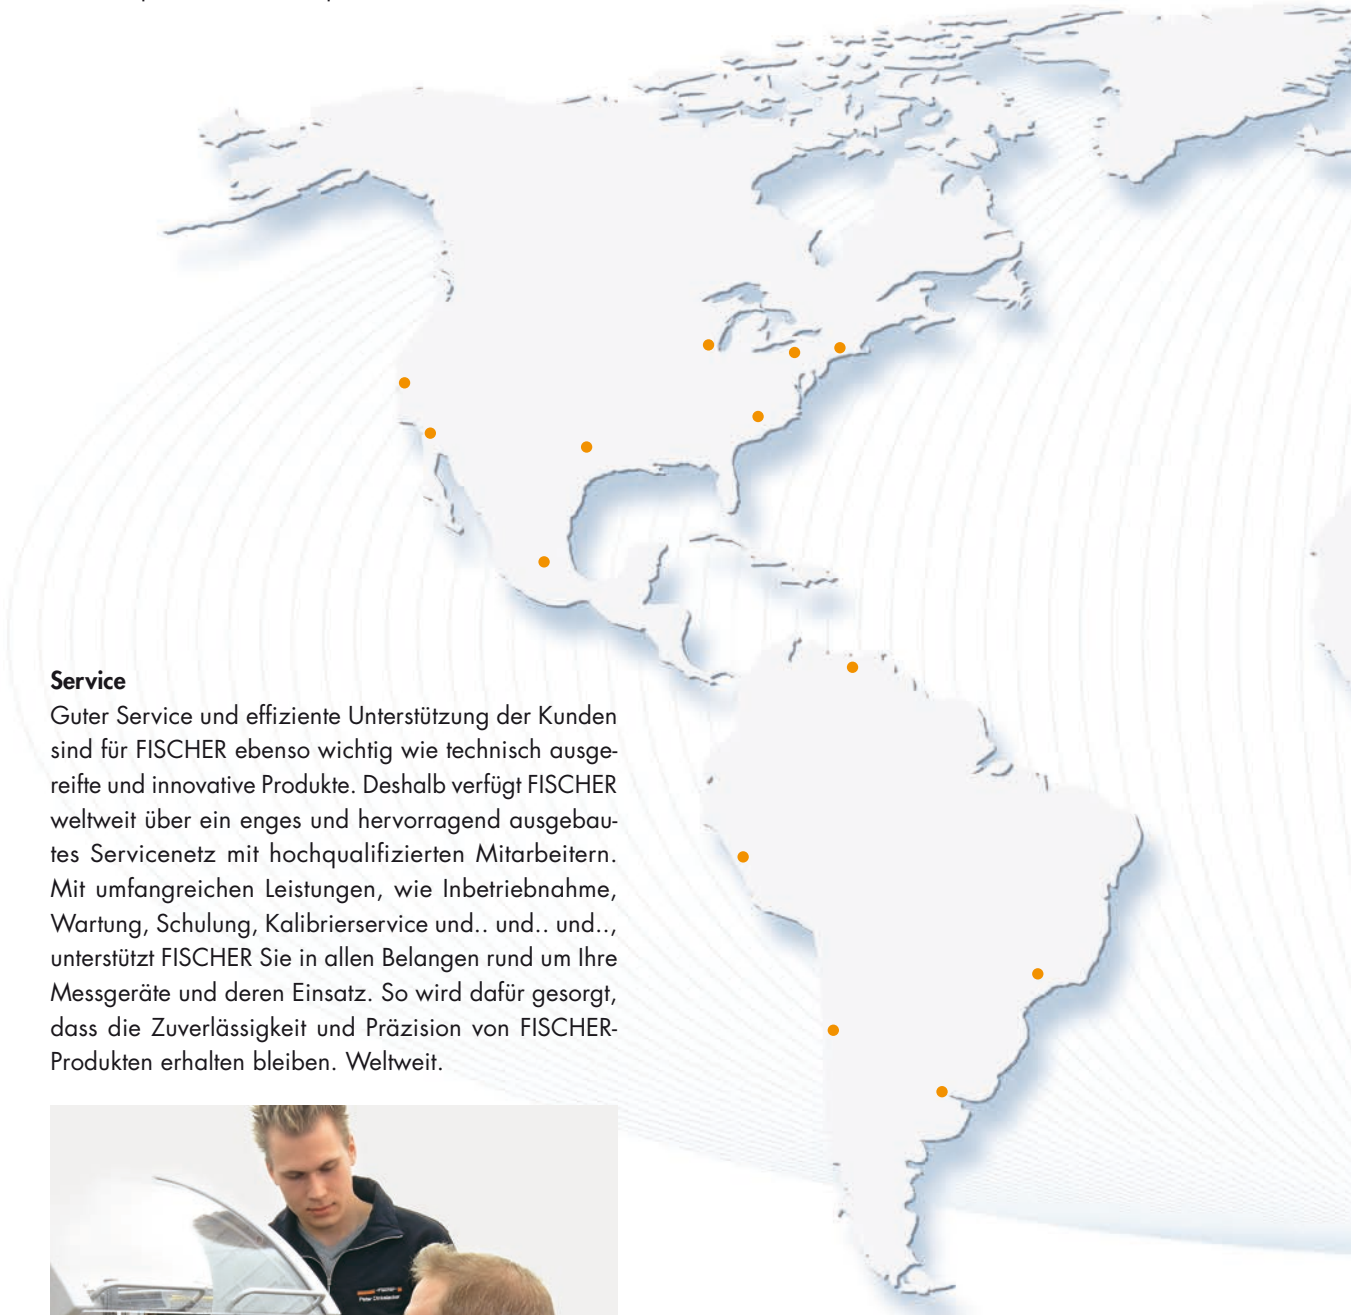 Service
Guter Service und effiziente Unterstützung der Kunden
sind für FISCHER ebenso wichtig wie technisch ausge-
reifte und innovative Produkte. Deshalb verfügt FISCHER
weltweit über ein enges und hervorragend ausgebau-
tes Servicenetz mit hochqualifizierten Mitarbeitern.
Mit umfangreichen Leistungen, wie Inbetriebnahme,
Wartung, Schulung, Kalibrierservice und.. und.. und..,
unterstützt FISCHER Sie in allen Belangen rund um Ihre
Messgeräte und deren Einsatz. So wird dafür gesorgt,
dass die Zuverlässigkeit und Präzision von FISCHER-
Produkten erhalten bleiben. Weltweit.